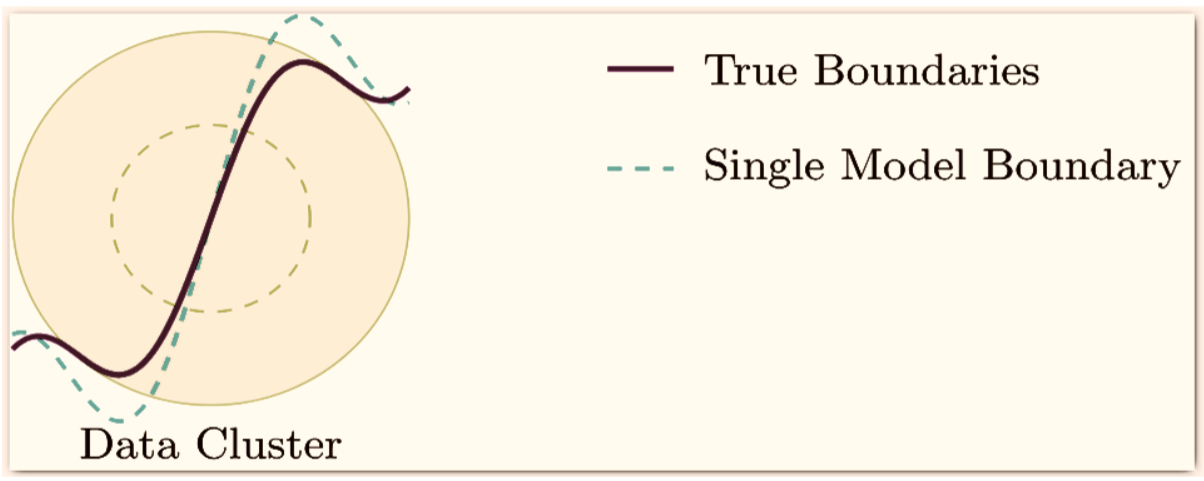 True Boundaries
Single Model Boundary
Data Cluster